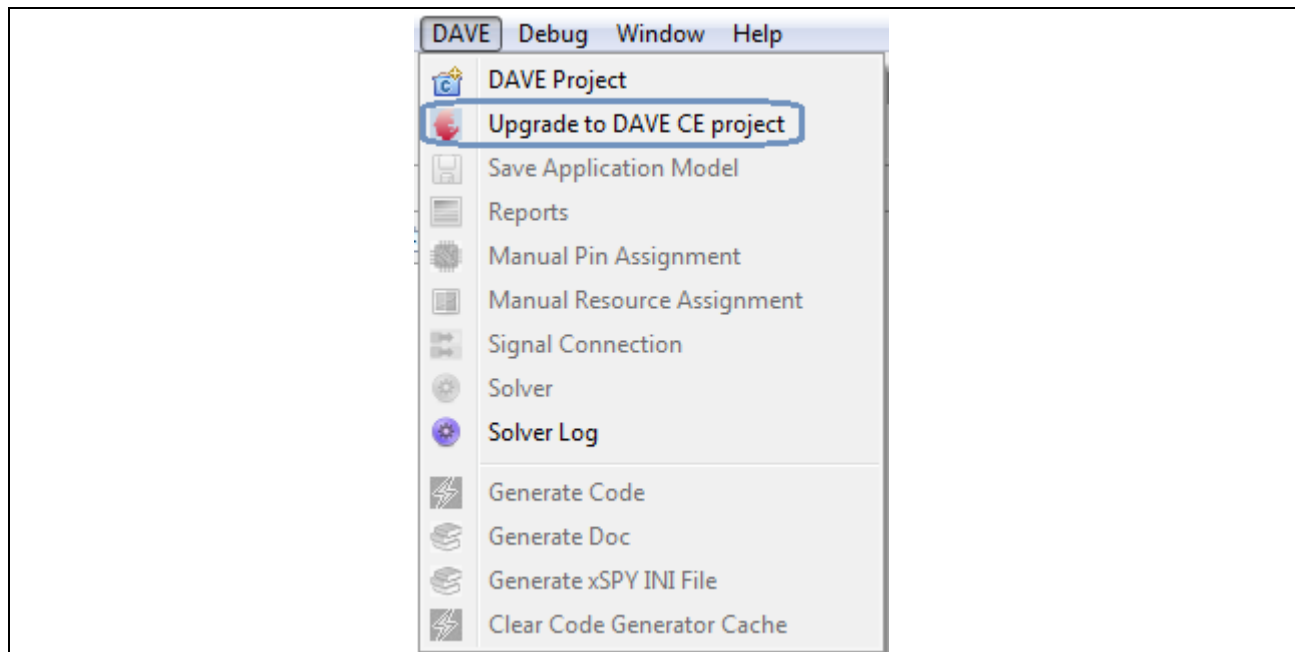 DAVE Debug Window Help
DAVE Project
Upgrade to DAVE CE project
Save Application Model
Reports
Manual Pin Assignment
Manual Resource Assignment
Signal Connection
Solver
Solver Log
Generate Code
Generate Doc
Generate xSPY INI File
Clear Code Generator Cache